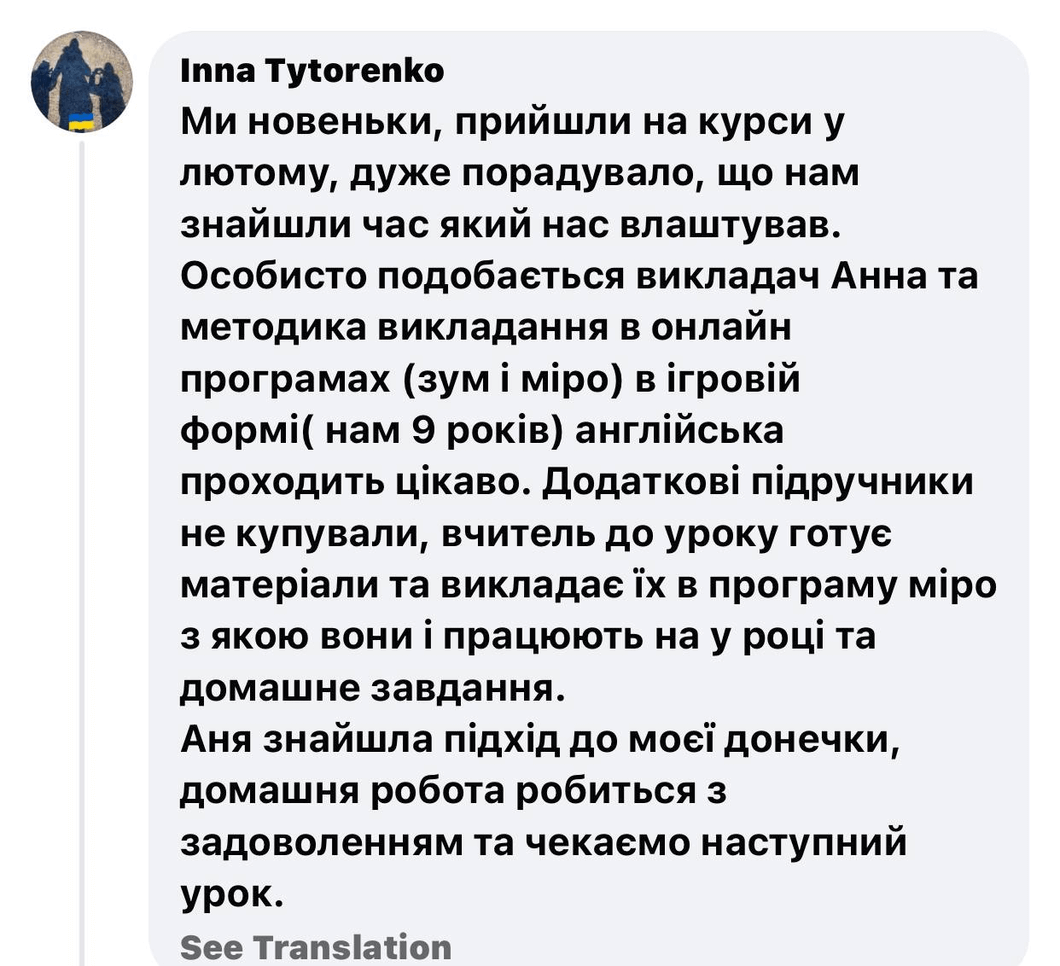 Inna Tytorenko
Ми новеньки, прийшли на курси у
лютому, дуже порадувало, що нам
знайшли час який нас влаштував.
Особисто подобається викладач Анна та
методика викладання в онлайн
програмах (зум і міро) в ігровій
формі( нам 9 років) англійська
проходить цікаво. Додаткові підручники
не купували, вчитель до уроку готує
матеріали та викладає їх в програму міро
з якою вони і працюють на у році та
домашне завдання.
Аня знайшла підхід до моєї донечки,
домашня робота робиться з
задоволенням та чекаємо наступний
урок.
See Translation